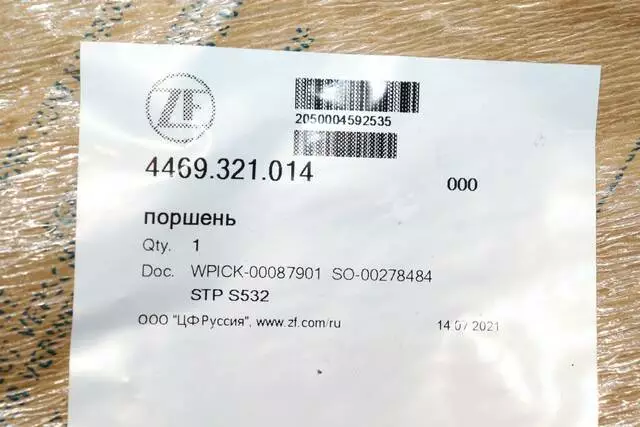 ZF
2050004592535
4469.321.014
000
поршень
Qty. 1
Doc. WPICK-00087901 SO-00278484
STP S532
ООО "ЦФ Руссия", www.zf.com/ru 14 07 2021